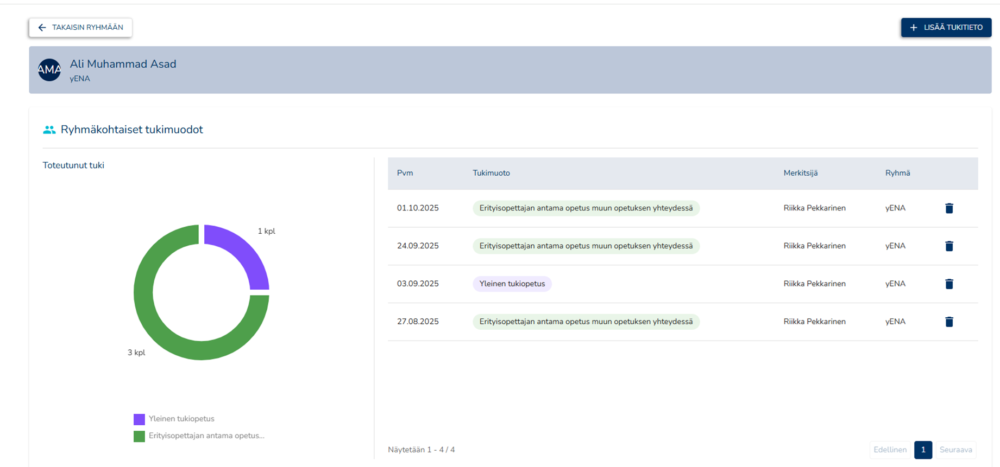 TAKAISIN RYHMÄÄN
LISÄÄ TUKITIETO
AMA
Ali Muhammad Asad
yENA
Ryhmäkohtaiset tukimuodot
Toteutunut tuki
1 kpl
3 kpl
Yleinen tukiopetus
Erityisopettajan antama opetus...
Pvm Tukimuoto Merkitsijä Ryhmä
01.10.2025 Erityisopettajan antama opetus muun opetuksen yhteydessä Riikka Pekkarinen yENA
24.09.2025 Erityisopettajan antama opetus muun opetuksen yhteydessä Riikka Pekkarinen yENA
03.09.2025 Yleinen tukiopetus Riikka Pekkarinen yENA
27.08.2025 Erityisopettajan antama opetus muun opetuksen yhteydessä Riikka Pekkarinen yENA
Näytetään 1 - 4 / 4
Edellinen 1 Seuraava